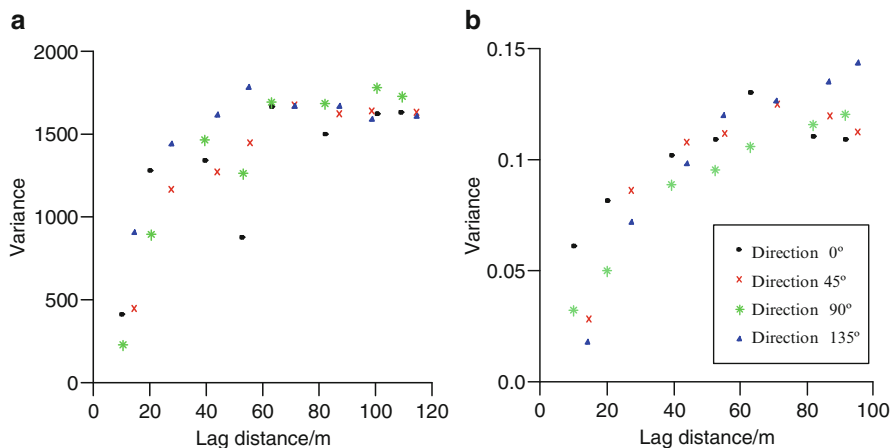 a
2000
1500
1000
500
0
Variance
0 20 40 60 80 100 120
Lag distance/m
b
0.15
0.1
0.05
0.0
Variance
0 20 40 60 80 100
Lag distance/m
Direction 0º
Direction 45º
Direction 90º
Direction 135º